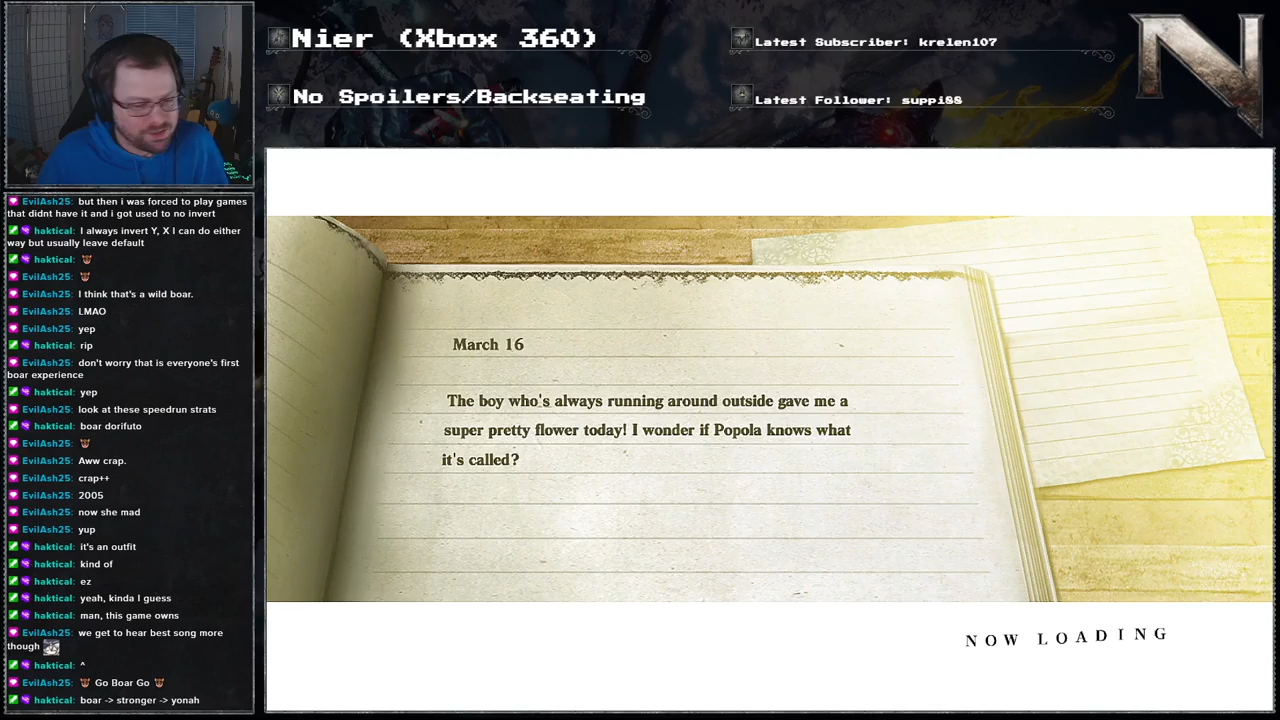 Nier (Xbox 360)
No Spoilers/Backseating
Latest Subscriber: krelen107
Latest Follower: suppi88
N
EvilAsh25: but then i was forced to play games
that didnt have it and i got used to no invert
haktical: I always invert Y, X I can do either
way but usually leave default
haktical:
EvilAsh25:
EvilAsh25: I think that's a wild boar.
EvilAsh25: LMAO
EvilAsh25: yep
haktical: rip
EvilAsh25: don't worry that is everyone's first
boar experience
haktical: yep
EvilAsh25: look at these speedrun strats
haktical: boar dorifuto
EvilAsh25:
EvilAsh25: Aww crap.
EvilAsh25: crap++
EvilAsh25: 2005
EvilAsh25: now she mad
EvilAsh25: yup
haktical: it's an outfit
haktical: kind of
haktical: ez
haktical: yeah, kinda I guess
haktical: man, this game owns
EvilAsh25: we get to hear best song more
though
haktical: ^
EvilAsh25: Go Boar Go
haktical: boar -> stronger -> yonah
March 16
The boy who's always running around outside gave me a
super pretty flower today! I wonder if Popola knows what
it's called?
NOW LOADING